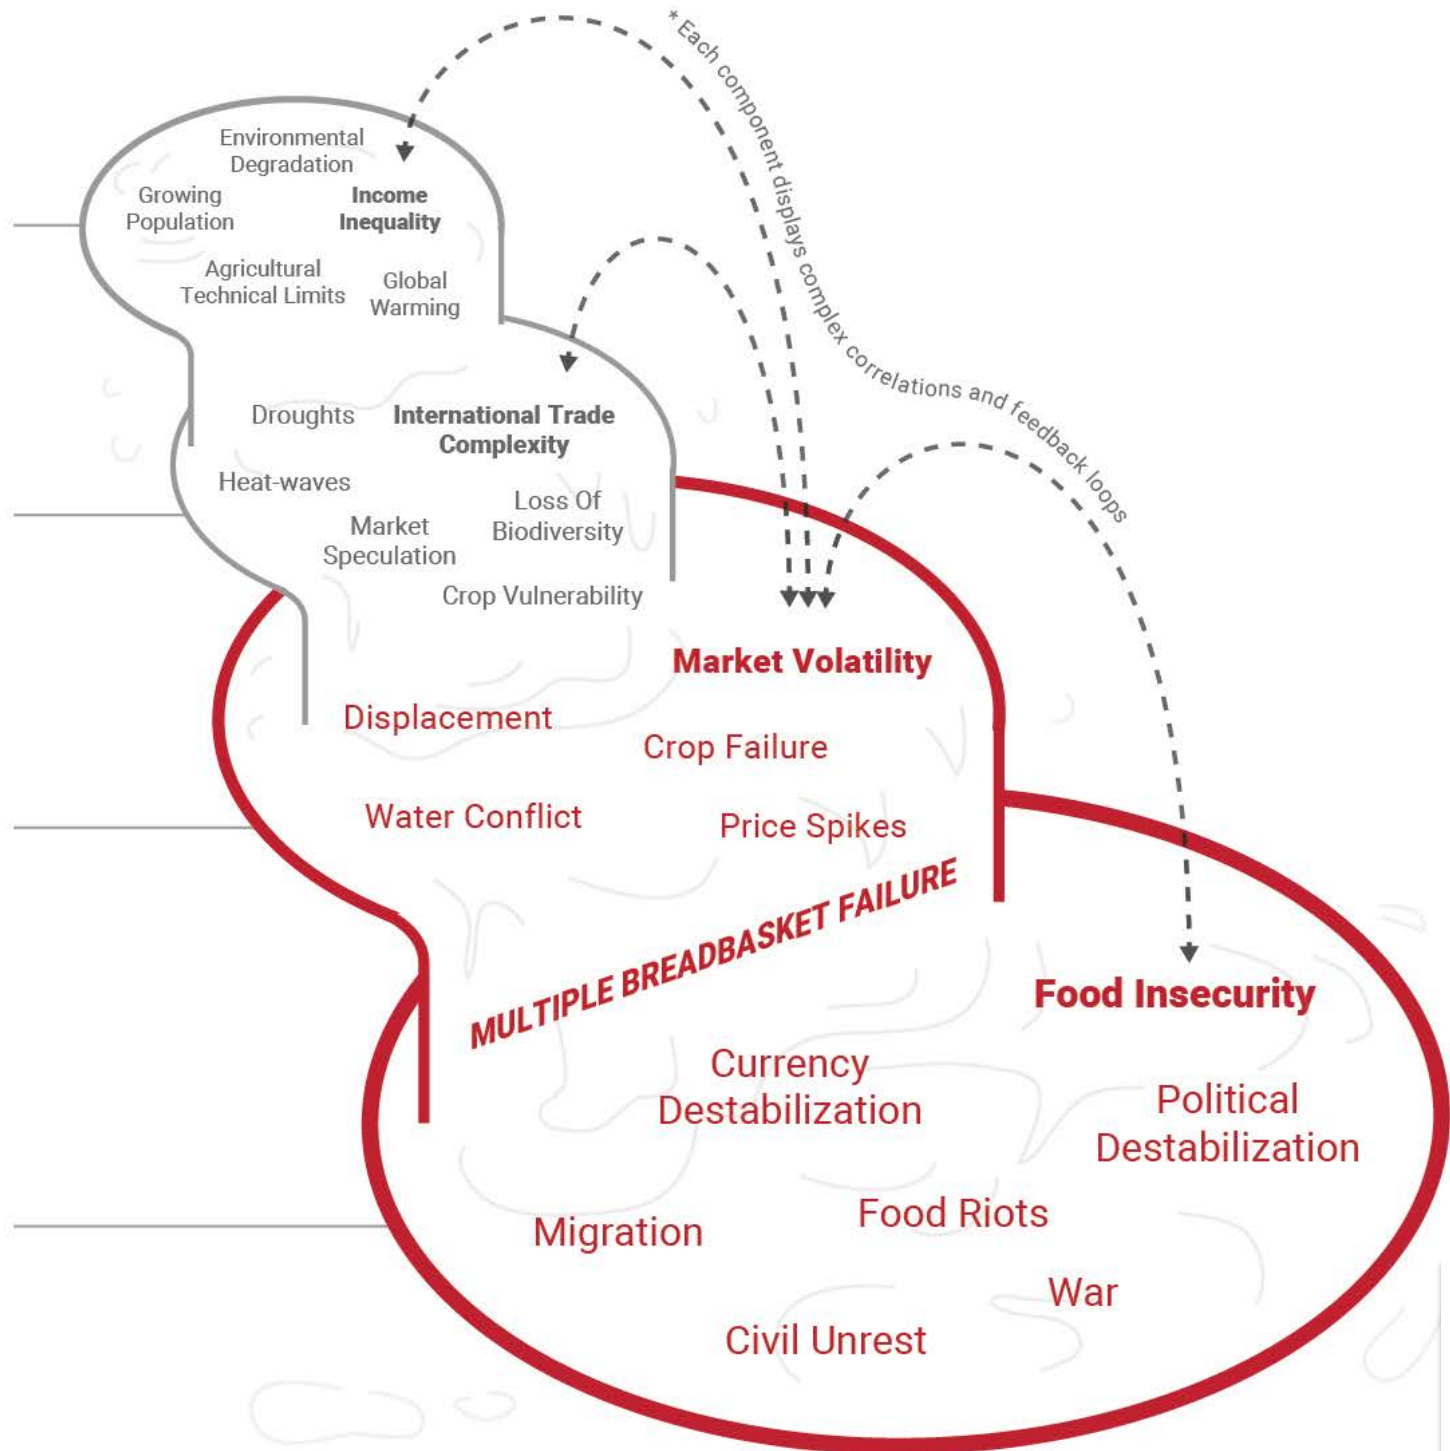 * Each component displays complex correlations and feedback loops
Environmental
Degradation
Growing
Population
Income
Inequality
Agricultural
Technical Limits
Global
Warming
Droughts
International Trade
Complexity
Heat-waves
Loss Of
Biodiversity
Market
Speculation
Crop Vulnerability
Market Volatility
Displacement
Crop Failure
Water Conflict
Price Spikes
MULTIPLE BREADBASKET FAILURE
Food Insecurity
Currency
Destabilization
Political
Destabilization
Migration
Food Riots
War
Civil Unrest